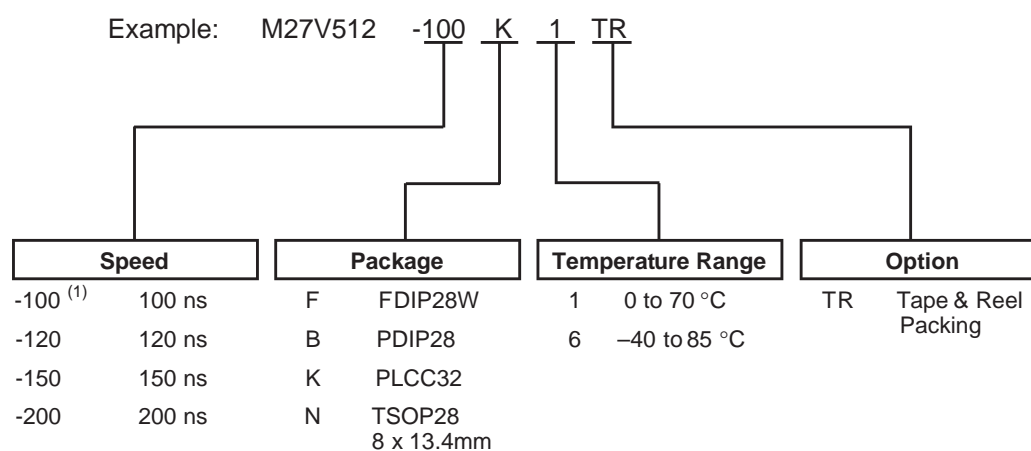 Example: M27V512 -100 K 1 TR
Speed Package Temperature Range Option
-100 (1) 100 ns F FDIP28W 1 0 to 70 °C TR Tape & Reel
Packing
-120 120 ns B PDIP28 6 –40 to 85 °C
-150 150 ns K PLCC32
-200 200 ns N TSOP28
8 x 13.4mm